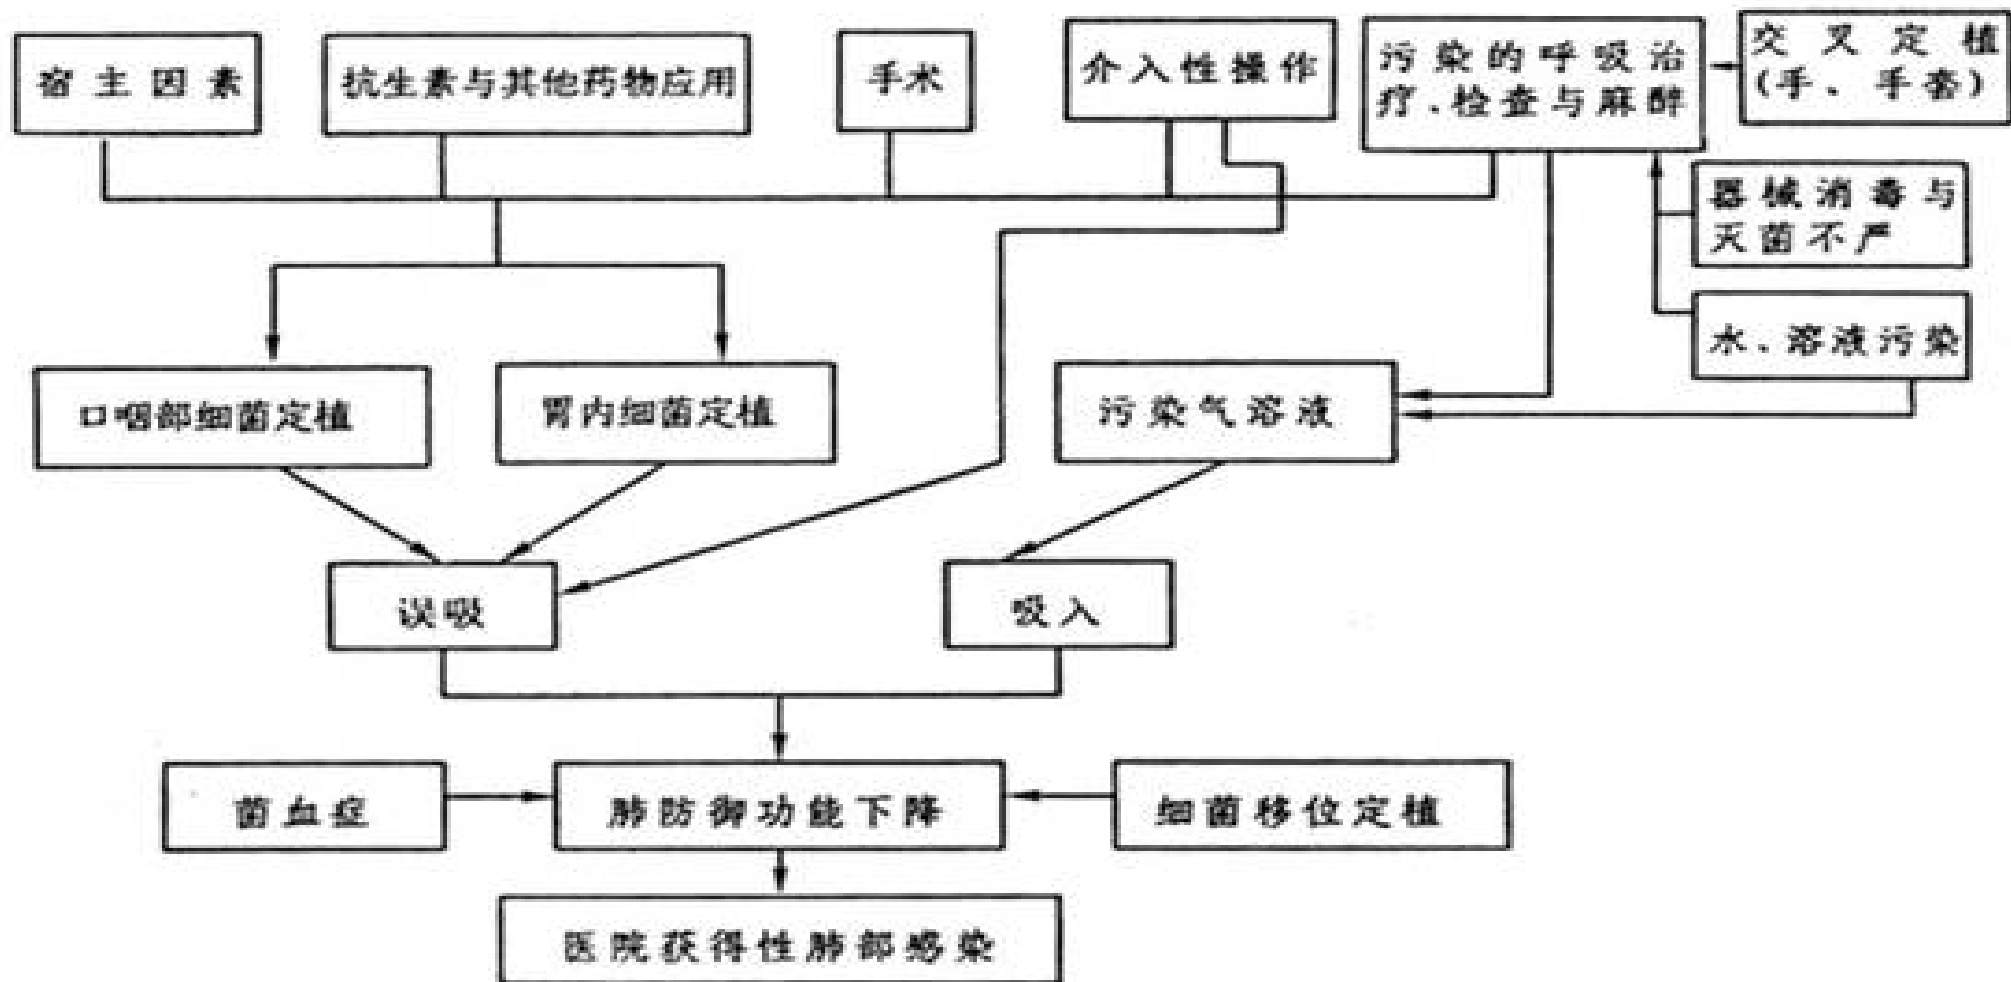 宿主因素
抗生素与其他药物应用
手术
介入性操作
污染的呼吸治
疗、检查与麻醉
交叉定植
(手、手套)
器械消毒与
灭菌不严
水、溶液污染
口咽部细菌定植
胃内细菌定植
污染气溶液
误吸
吸入
菌血症
肺防御功能下降
细菌移位定植
医院获得性肺部感染